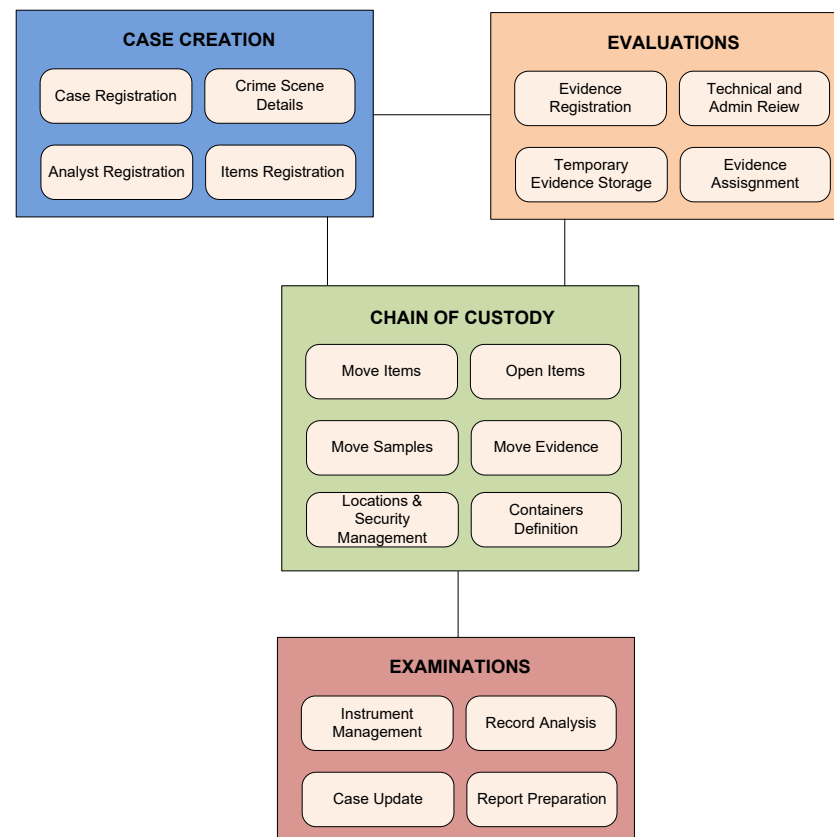 CASE CREATION
Case Registration
Crime Scene
Details
Analyst Registration
Items Registration
EVALUATIONS
Evidence
Registration
Technical and
Admin Reiew
Temporary
Evidence Storage
Evidence
Assisgnment
CHAIN OF CUSTODY
Move Items
Open Items
Move Samples
Move Evidence
Locations &
Security
Management
Containers
Definition
EXAMINATIONS
Instrument
Management
Record Analysis
Case Update
Report Preparation